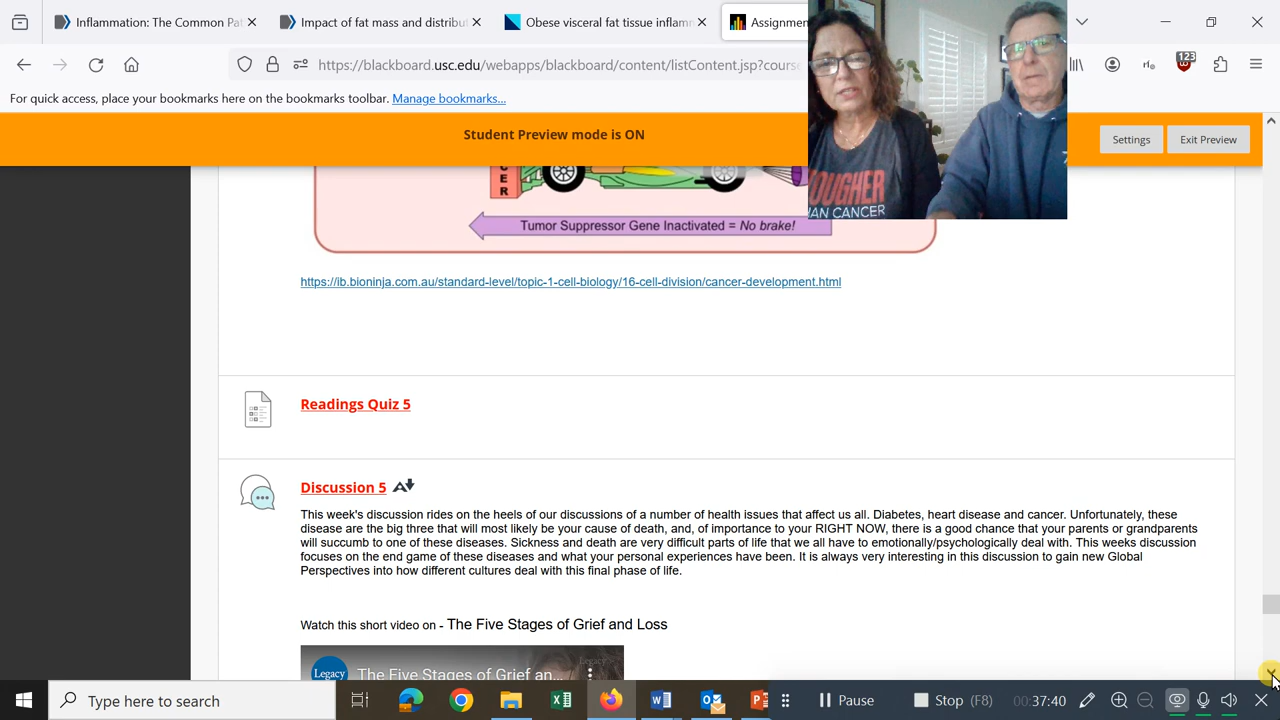 Inflammation: The Common Pa
Impact of fat mass and distribu
Obese visceral fat tissue inflamm
Assignmen
https://blackboard.usc.edu/webapps/blackboard/content/listContent.jsp?cours
123
For quick access, place your bookmarks here on the bookmarks toolbar. Manage bookmarks...
Student Preview mode is ON
Settings
Exit Preview
CER
OUGHER
AN CANCER
Tumor Suppressor Gene Inactivated = No brake!
https://ib.bioninja.com.au/standard-level/topic-1-cell-biology/16-cell-division/cancer-development.html
Readings Quiz 5
Discussion 5
This week's discussion rides on the heels of our discussions of a number of health issues that affect us all. Diabetes, heart disease and cancer. Unfortunately, these
disease are the big three that will most likely be your cause of death, and, of importance to your RIGHT NOW, there is a good chance that your parents or grandparents
will succumb to one of these diseases. Sickness and death are very difficult parts of life that we all have to emotionally/psychologically deal with. This weeks discussion
focuses on the end game of these diseases and what your personal experiences have been. It is always very interesting in this discussion to gain new Global
Perspectives into how different cultures deal with this final phase of life.
Watch this short video on - The Five Stages of Grief and Loss
Legacy
The Five Stages of Grief an...
Legacy
Type here to search
Pause
Stop (F8)
00:37:40